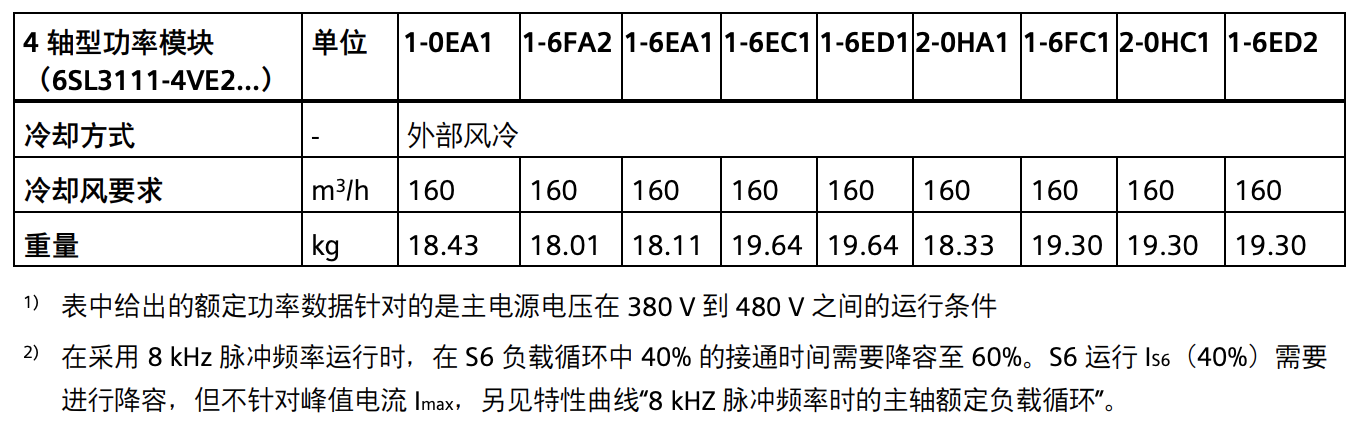 4 轴型功率模块（6SL3111-4VE2...） 单位 1-0EA1 1-6FA2 1-6EA1 1-6EC1 1-6ED1 2-0HA1 1-6FC1 2-0HC1 1-6ED2
冷却方式 - 外部风冷
冷却风要求 m³/h 160 160 160 160 160 160 160 160 160
重量 kg 18.43 18.01 18.11 19.64 19.64 18.33 19.30 19.30 19.30
1) 表中给出的额定功率数据针对的是主电源电压在 380 V 到 480 V 之间的运行条件
2) 在采用 8 kHz 脉冲频率运行时，在 S6 负载循环中 40% 的接通时间需要降容至 60%。S6 运行 IS6（40%）需要
进行降容，但不针对峰值电流 Imax，另见特性曲线“8 kHZ 脉冲频率时的主轴额定负载循环”。